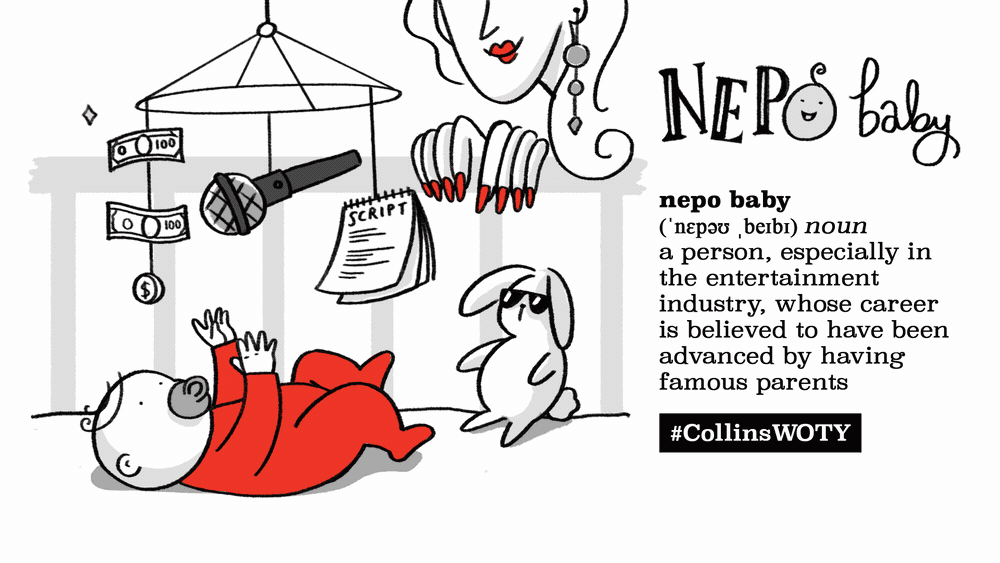 NEPO baby
100
100
$
SCRIPT
nepo baby
(ˈnɛpəʊ ˌbeɪbɪ) noun
a person, especially in
the entertainment
industry, whose career
is believed to have been
advanced by having
famous parents
#CollinsWOTY